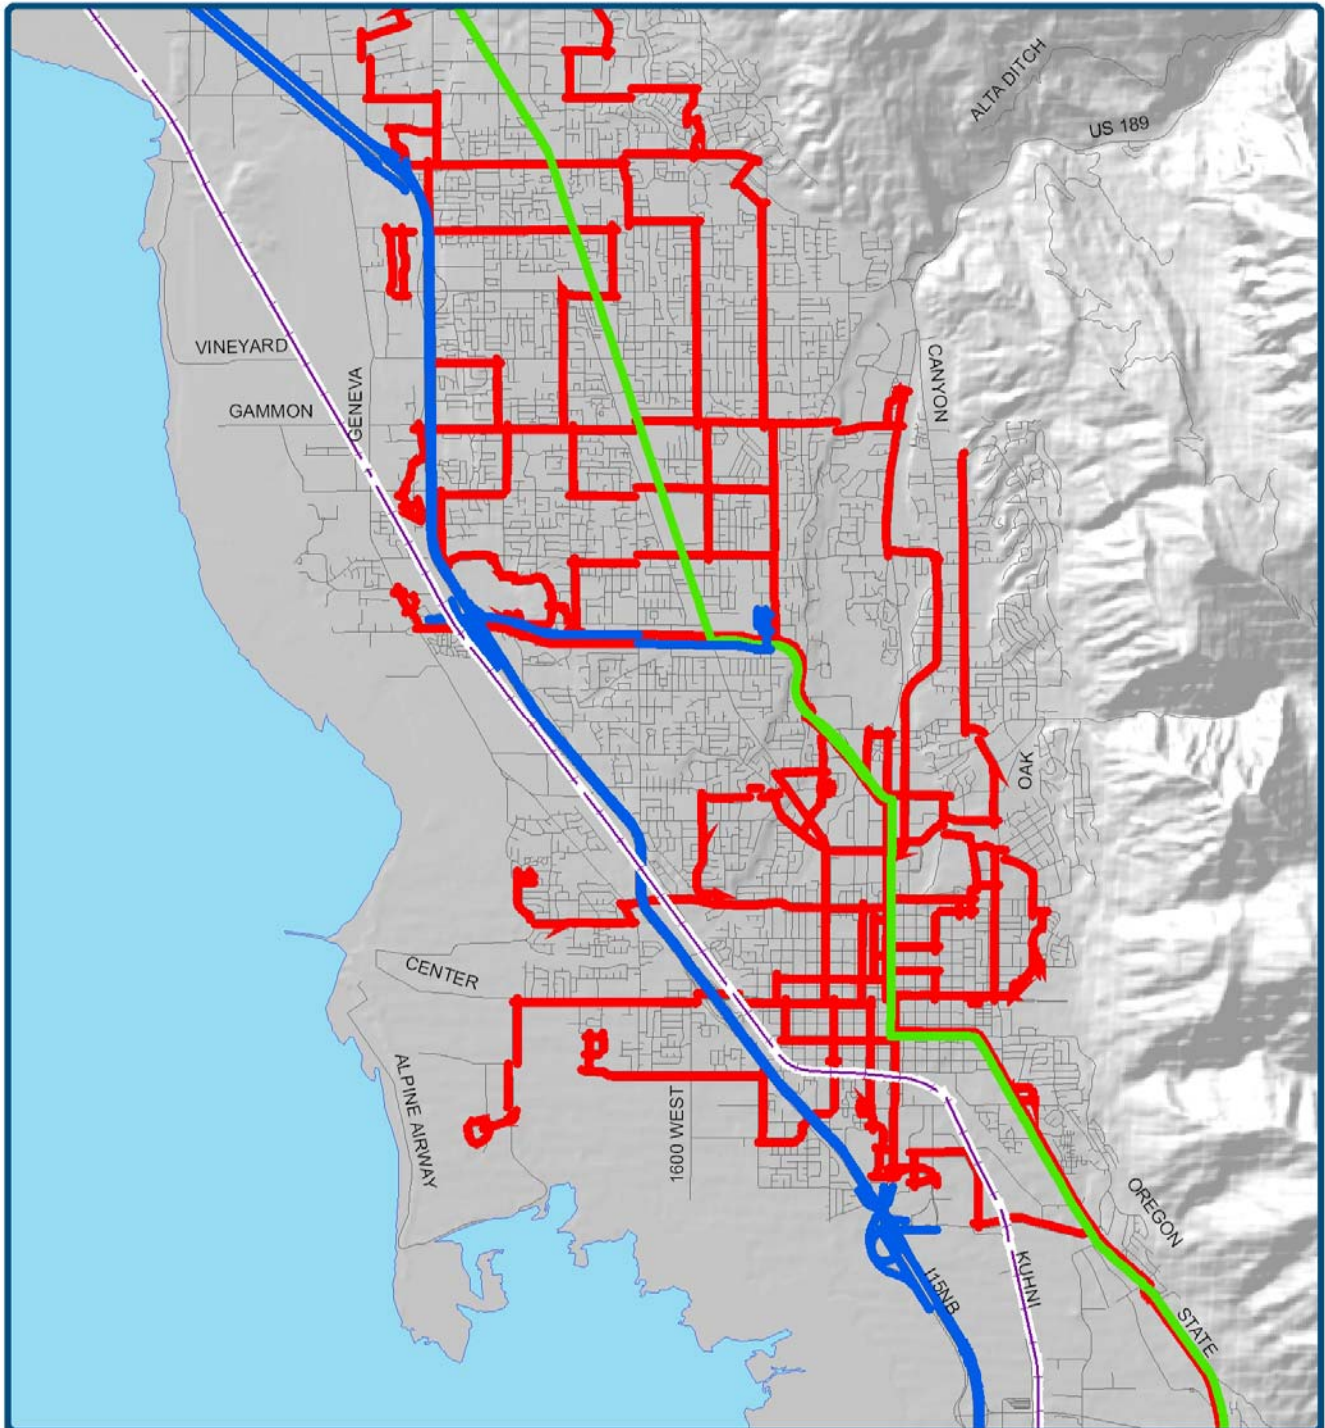 ALTA DITCH
US 189
VINEYARD
GENEVA
CANYON
GAMMON
OAK
CENTER
ALPINE AIRWAY
1600 WEST
OREGON
KUHNI
I15NB
STATE